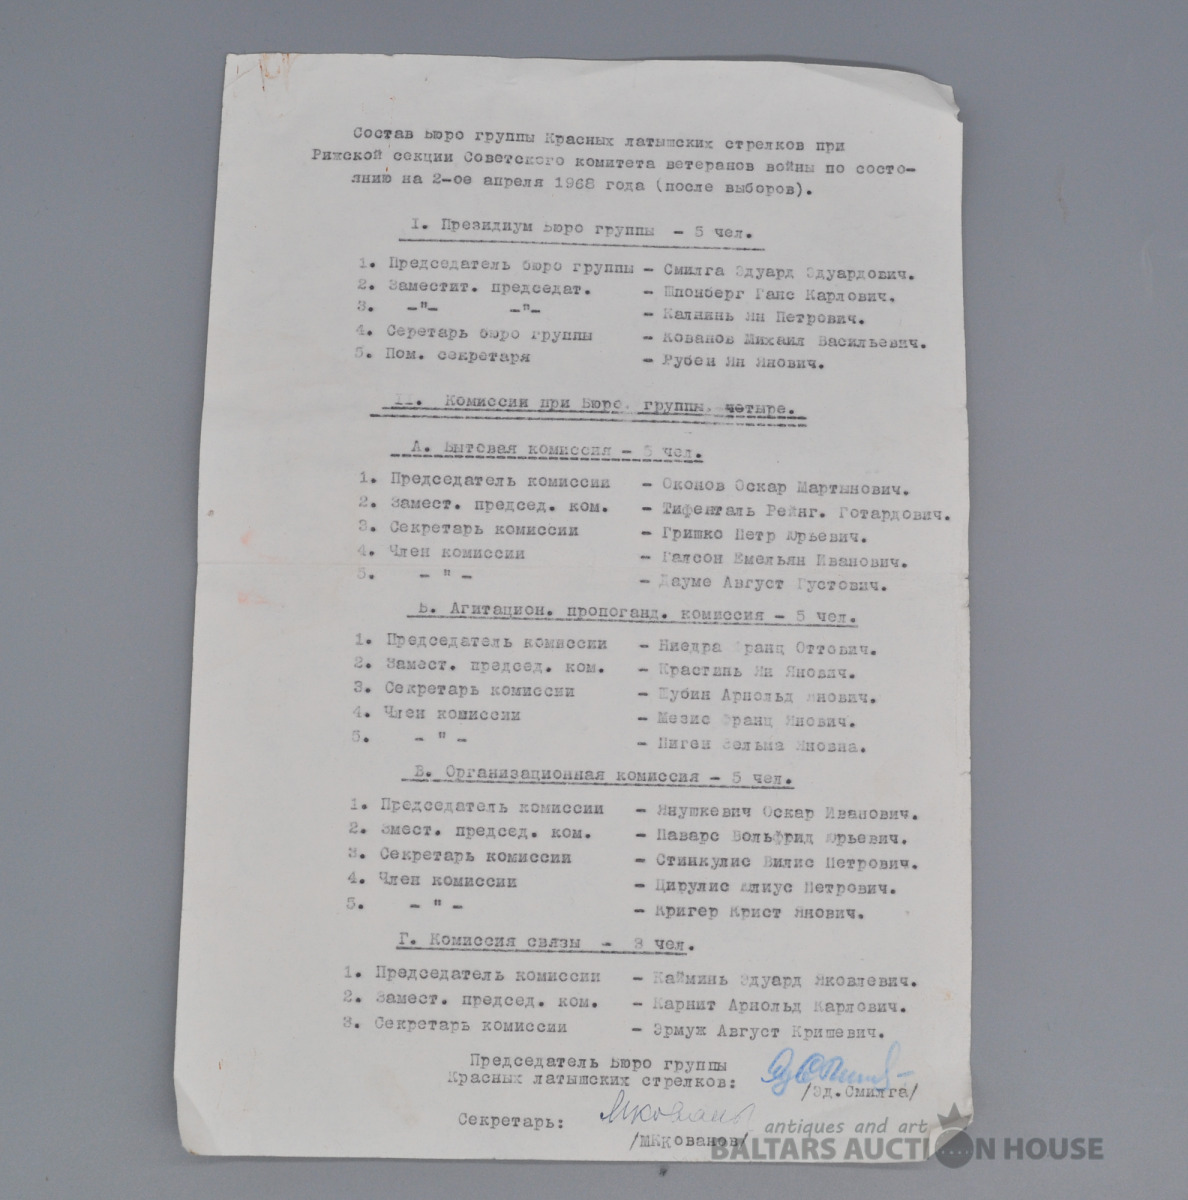 Состав Бюро группы Красных латышских стрелков при
Рижской секции Советского комитета ветеранов войны по состо-
янию на 2-ое апреля 1968 года (после выборов).
I. Президиум Бюро группы - 5 чел.
1. Председатель бюро группы - Смилга Эдуард Эдуардович.
2. Заместит. председат. - Шпонберг Ганс Карлович.
3. -"- -"- - Калнинь Ян Петрович.
4. Серетарь бюро группы - Кованов Михаил Васильевич.
5. Пом. секретаря - Рубен Ян Янович.
II. Комиссии при Бюро, группы, четыре.
А. Бытовая комиссия - 5 чел.
1. Председатель комиссии - Оконов Оскар Мартынович.
2. Замест. председ. ком. - Тифенталь Рейнг. Готардович.
3. Секретарь комиссии - Гришко Петр Юрьевич.
4. Член комиссии - Галсон Емельян Иванович.
5. - " - - Дауме Август Густович.
Б. Агитацион. пропоганд. комиссия - 5 чел.
1. Председатель комиссии - Ниедра Франц Оттович.
2. Замест. председ. ком. - Крастинь Ян Янович.
3. Секретарь комиссии - Шубин Арнольд Янович.
4. Член комиссии - Мезис Франц Янович.
5. - " - - Пиген Зельма Яновна.
В. Организационная комиссия - 5 чел.
1. Председатель комиссии - Янушкевич Оскар Иванович.
2. Змест. председ. ком. - Паварс Вольфрид Юрьевич.
3. Секретарь комиссии - Стинкулис Вилис Петрович.
4. Член комиссии - Цирулис Юлиус Петрович.
5. - " - - Кригер Крист Янович.
Г. Комиссия связы - 3 чел.
1. Председатель комиссии - Кайминь Эдуард Яковлевич.
2. Замест. председ. ком. - Карнит Арнольд Карлович.
3. Секретарь комиссии - Эрмуж Август Кришевич.
Председатель Бюро группы
Красных латышских стрелков:
/Эд.Смилга/
Секретарь: МКованов
/МККованов/
antiques and art
BALTARS AUCTION HOUSE